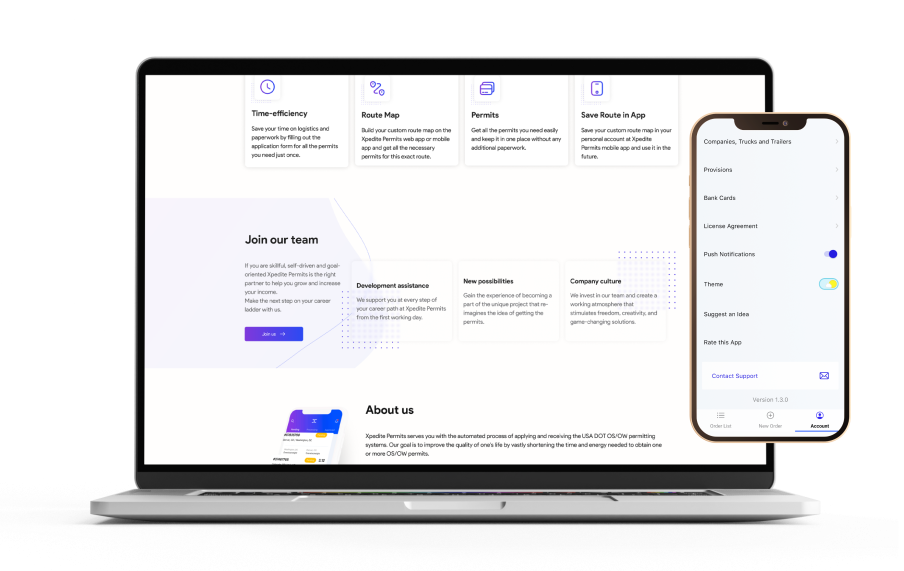 Time-efficiency
Save your time on logistics and
paperwork by filling out the
application form for all the permits
you need just once.
Route Map
Build your custom route map on the
Xpedite Permits web app or mobile
app and get all the necessary
permits for this exact route.
Permits
Get all the permits you need easily
and keep it in one place without any
additional paperwork.
Save Route in App
Save your custom route map in your
personal account at Xpedite
Permits mobile app and use it in the
future.
Join our team
If you are skillful, self-driven and goal-
oriented Xpedite Permits is the right
partner to help you grow and increase
your income.
Make the next step on your career
ladder with us.
Join us →
Development assistance
We support you at every step of
your career path at Xpedite Permits
from the first working day.
New possibilities
Gain the experience of becoming a
part of the unique project that re-
imagines the idea of getting the
permits.
Company culture
We invest in our team and create a
working atmosphere that
stimulates freedom, creativity, and
game-changing solutions.
About us
Xpedite Permits serves you with the automated process of applying and receiving the USA DOT OS/OW permitting
systems. Our goal is to improve the quality of one's life by vastly shortening the time and energy needed to obtain one
or more OS/OW permits.
Companies, Trucks and Trailers
Provisions
Bank Cards
License Agreement
Push Notifications
Theme
Suggest an Idea
Rate this App
Contact Support
Version 1.3.0
Order List
New Order
Account